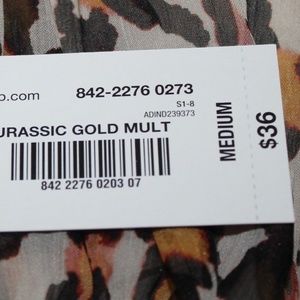 o.com 842-2276 0273
S1-8
ADIND239373
URASSIC GOLD MULT
842 2276 0203 07
MEDIUM
$36